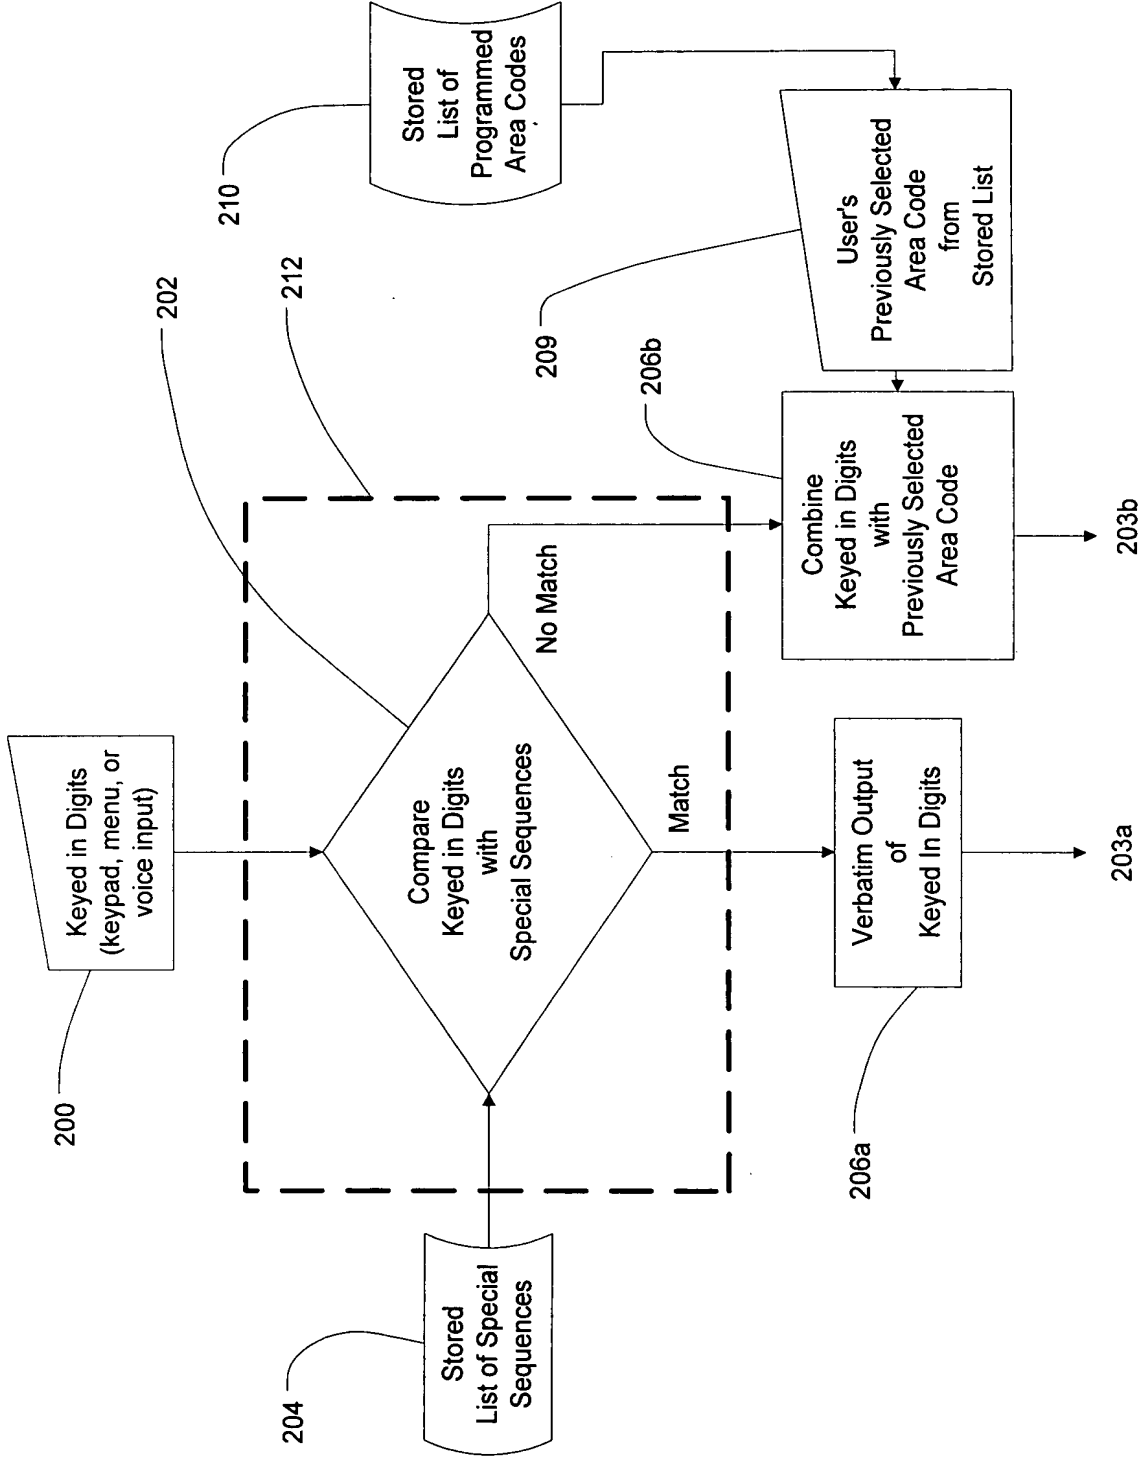 200
Keyed in Digits
(keypad, menu, or
voice input)
202
212
210
Stored
List of
Programmed
Area Codes
204
Stored
List of Special
Sequences
Compare
Keyed in Digits
with
Special Sequences
No Match
Match
206b
209
User's
Previously Selected
Area Code
from
Stored List
206a
Verbatim Output
of
Keyed In Digits
Combine
Keyed in Digits
with
Previously Selected
Area Code
203a
203b